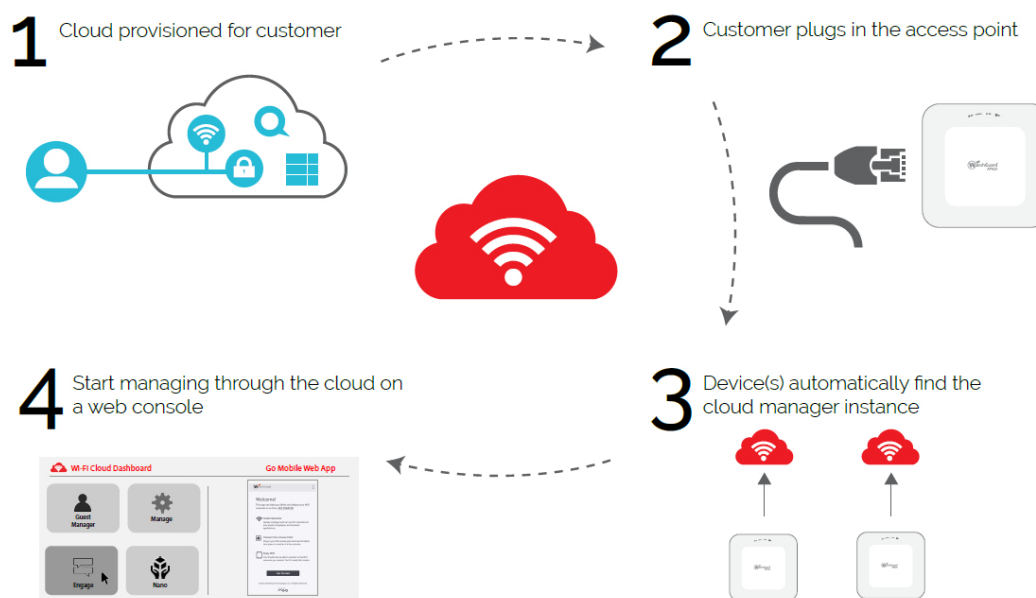 1 Cloud provisioned for customer
2 Customer plugs in the access point
WatchGuard
3 Device(s) automatically find the
cloud manager instance
4 Start managing through the cloud on
a web console
WI-FI Cloud Dashboard
Go Mobile Web App
Guest
Manager
Manage
Engage
Nano
Welcome!